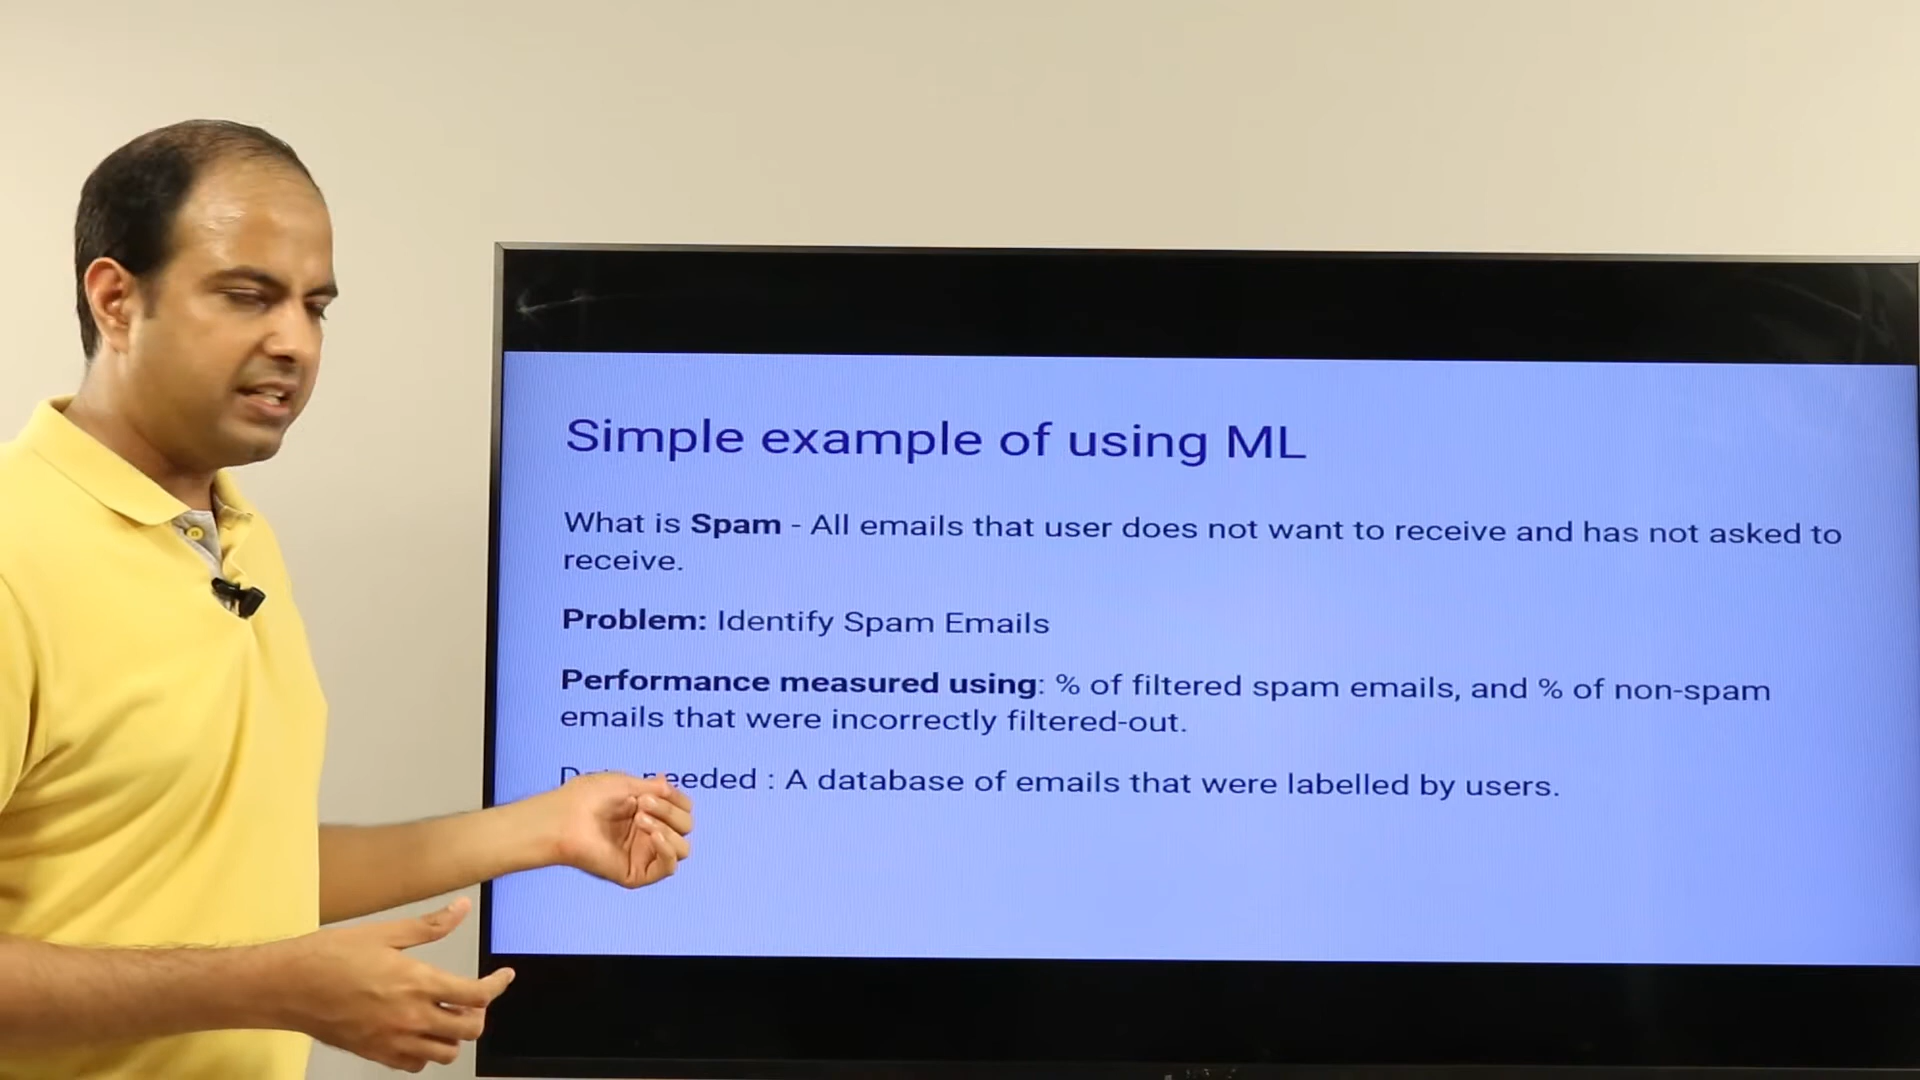 Simple example of using ML
What is Spam - All emails that user does not want to receive and has not asked to
receive.
Problem: Identify Spam Emails
Performance measured using: % of filtered spam emails, and % of non-spam
emails that were incorrectly filtered-out.
needed : A database of emails that were labelled by users.